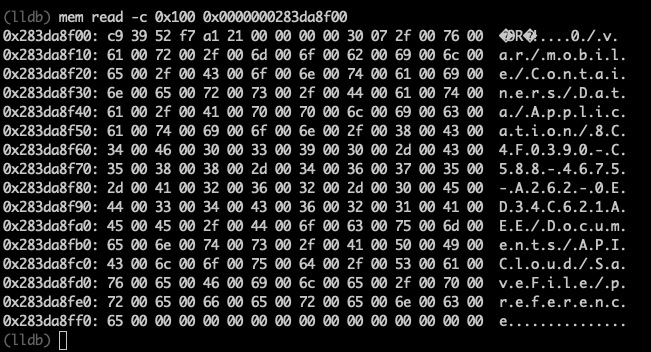 (lldb) mem read -c 0x100 0x0000000283da8f00
0x283da8f00: c9 39 52 f7 a1 21 00 00 00 00 30 07 2f 00 76 00  �9R��!....0./.v.
0x283da8f10: 61 00 72 00 2f 00 6d 00 6f 00 62 00 69 00 6c 00  a.r./.m.o.b.i.l.
0x283da8f20: 65 00 2f 00 43 00 6f 00 6e 00 74 00 61 00 69 00  e./.C.o.n.t.a.i.
0x283da8f30: 6e 00 65 00 72 00 73 00 2f 00 44 00 61 00 74 00  n.e.r.s./.D.a.t.
0x283da8f40: 61 00 2f 00 41 00 70 00 70 00 6c 00 69 00 63 00  a./.A.p.p.l.i.c.
0x283da8f50: 61 00 74 00 69 00 6f 00 6e 00 2f 00 38 00 43 00  a.t.i.o.n./.8.C.
0x283da8f60: 34 00 46 00 30 00 33 00 39 00 30 00 2d 00 43 00  4.F.0.3.9.0.-.C.
0x283da8f70: 35 00 38 00 38 00 2d 00 34 00 36 00 37 00 35 00  5.8.8.-.4.6.7.5.
0x283da8f80: 2d 00 41 00 32 00 36 00 32 00 2d 00 30 00 45 00  -.A.2.6.2.-.0.E.
0x283da8f90: 44 00 33 00 34 00 43 00 36 00 32 00 31 00 41 00  D.3.4.C.6.2.1.A.
0x283da8fa0: 45 00 45 00 2f 00 44 00 6f 00 63 00 75 00 6d 00  E.E./.D.o.c.u.m.
0x283da8fb0: 65 00 6e 00 74 00 73 00 2f 00 41 00 50 00 49 00  e.n.t.s./.A.P.I.
0x283da8fc0: 43 00 6c 00 6f 00 75 00 64 00 2f 00 53 00 61 00  C.l.o.u.d./.S.a.
0x283da8fd0: 76 00 65 00 46 00 69 00 6c 00 65 00 2f 00 70 00  v.e.F.i.l.e./.p.
0x283da8fe0: 72 00 65 00 66 00 65 00 72 00 65 00 6e 00 63 00  r.e.f.e.r.e.n.c.
0x283da8ff0: 65 00 00 00 00 00 00 00 00 00 00 00 00 00 00 00  e...............
(lldb)